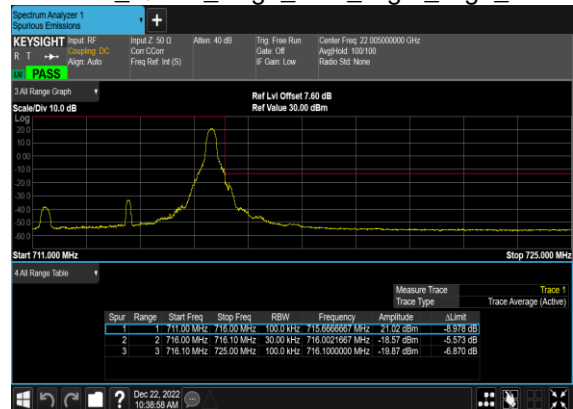 Spectrum Analyzer 1
Spurious Emissions
+
KEYSIGHT Input: RF Input Z: 50 Ω Atten: 40 dB Trig: Free Run Center Freq: 22.005000000 GHz
R T Coupling: DC Corr CCorr Gate: Off Avg|Hold: 100/100
Align: Auto Freq Ref: Int (S) IF Gain: Low Radio Std: None
PASS
3 All Range Graph
Ref Lvl Offset 7.60 dB
Scale/Div 10.0 dB Ref Value 30.00 dBm
Log
20.0
10.0
0.00
-10.0
-20.0
-30.0
-40.0
-50.0
-60.0
Start 711.000 MHz Stop 725.000 MHz
4 All Range Table
Measure Trace Trace 1
Trace Type Trace Average (Active)
Spur Range Start Freq Stop Freq RBW Frequency Amplitude ΔLimit
1 1 711.00 MHz 716.00 MHz 100.0 kHz 715.6666667 MHz 21.02 dBm -8.978 dB
2 2 716.00 MHz 716.10 MHz 30.00 kHz 716.0021667 MHz -18.57 dBm -5.573 dB
3 3 716.10 MHz 725.00 MHz 100.0 kHz 716.1000000 MHz -19.87 dBm -6.870 dB
?
Dec 22, 2022
10:38:58 AM